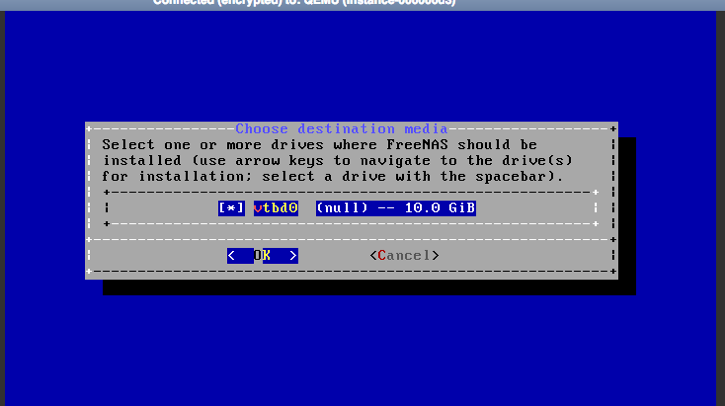 Connected (encrypted) to: QEMU (instance-000000d3)
Choose destination media
Select one or more drives where FreeNAS should be
installed (use arrow keys to navigate to the drive(s)
for installation; select a drive with the spacebar).
[*] vtbd0 (null) -- 10.0 GiB
< OK > <Cancel>